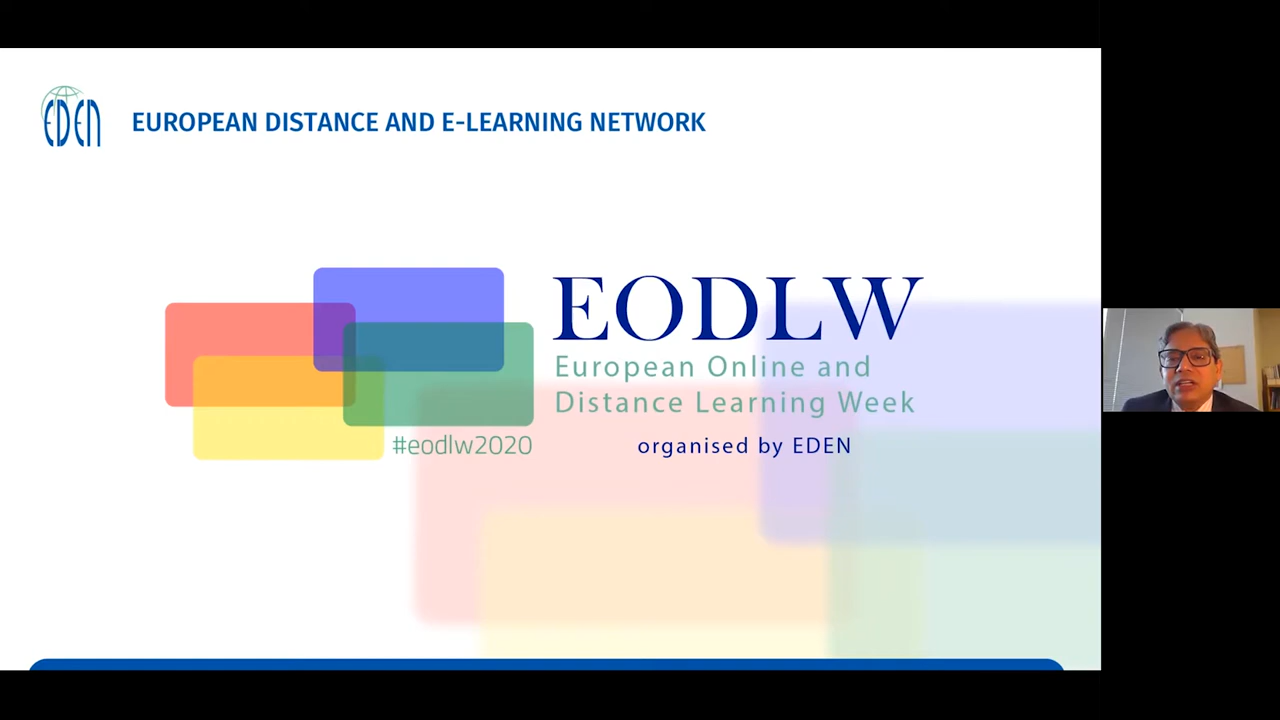 EDEN
EUROPEAN DISTANCE AND E-LEARNING NETWORK
EODLW
European Online and
Distance Learning Week
#eodlw2020
organised by EDEN